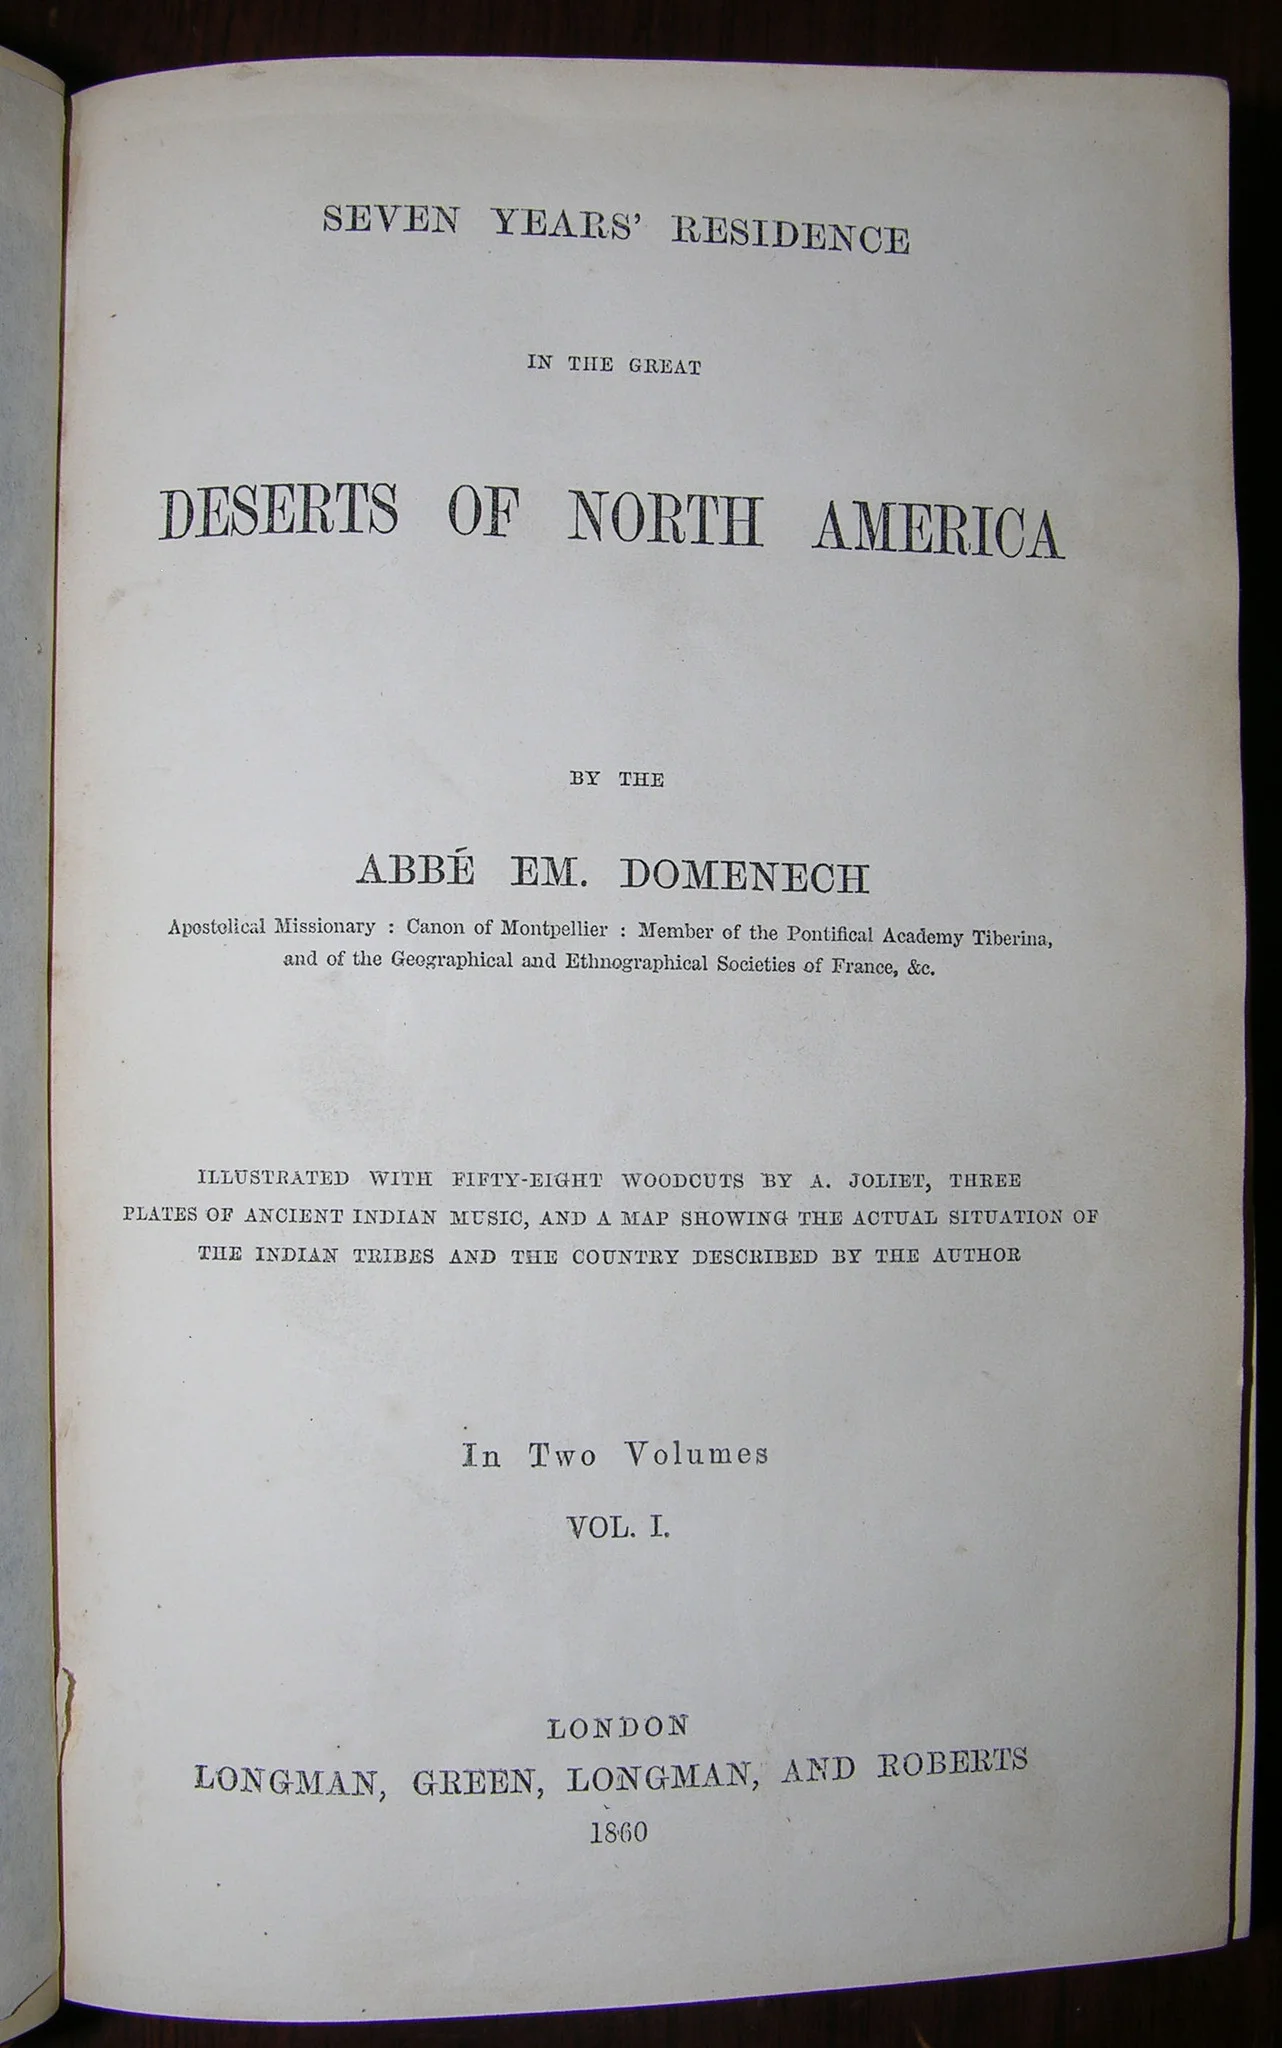 SEVEN YEARS' RESIDENCE
IN THE GREAT
DESERTS OF NORTH AMERICA
BY THE
ABBÉ EM. DOMENECH
Apostolical Missionary : Canon of Montpellier : Member of the Pontifical Academy Tiberina,
and of the Geographical and Ethnographical Societies of France, &c.
ILLUSTRATED WITH FIFTY-EIGHT WOODCUTS BY A. JOLIET, THREE
PLATES OF ANCIENT INDIAN MUSIC, AND A MAP SHOWING THE ACTUAL SITUATION OF
THE INDIAN TRIBES AND THE COUNTRY DESCRIBED BY THE AUTHOR
In Two Volumes
VOL. I.
LONDON
LONGMAN, GREEN, LONGMAN, AND ROBERTS
1860